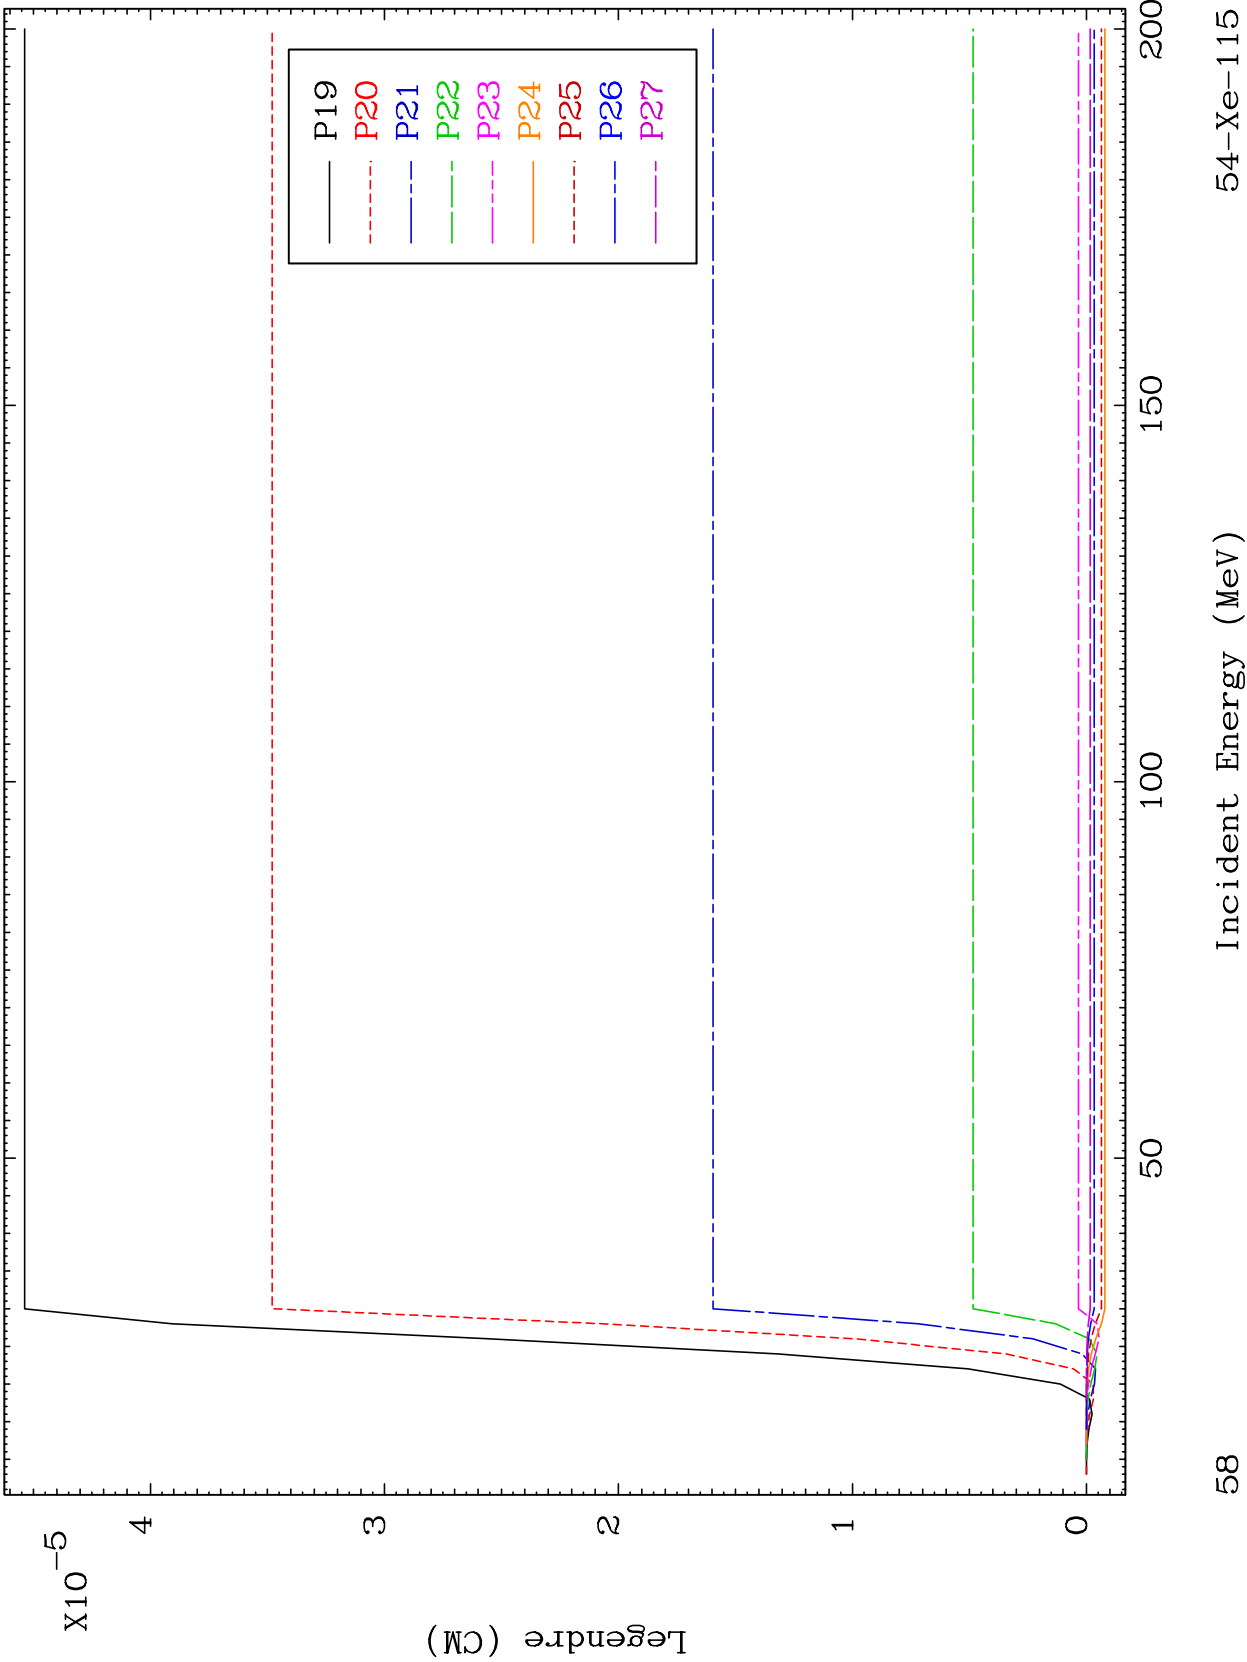 X10-5
Legendre (CM)
4
3
2
1
0
P19
P20
P21
P22
P23
P24
P25
P26
P27
50
100
150
200
Incident Energy (MeV)
58
54-Xe-115